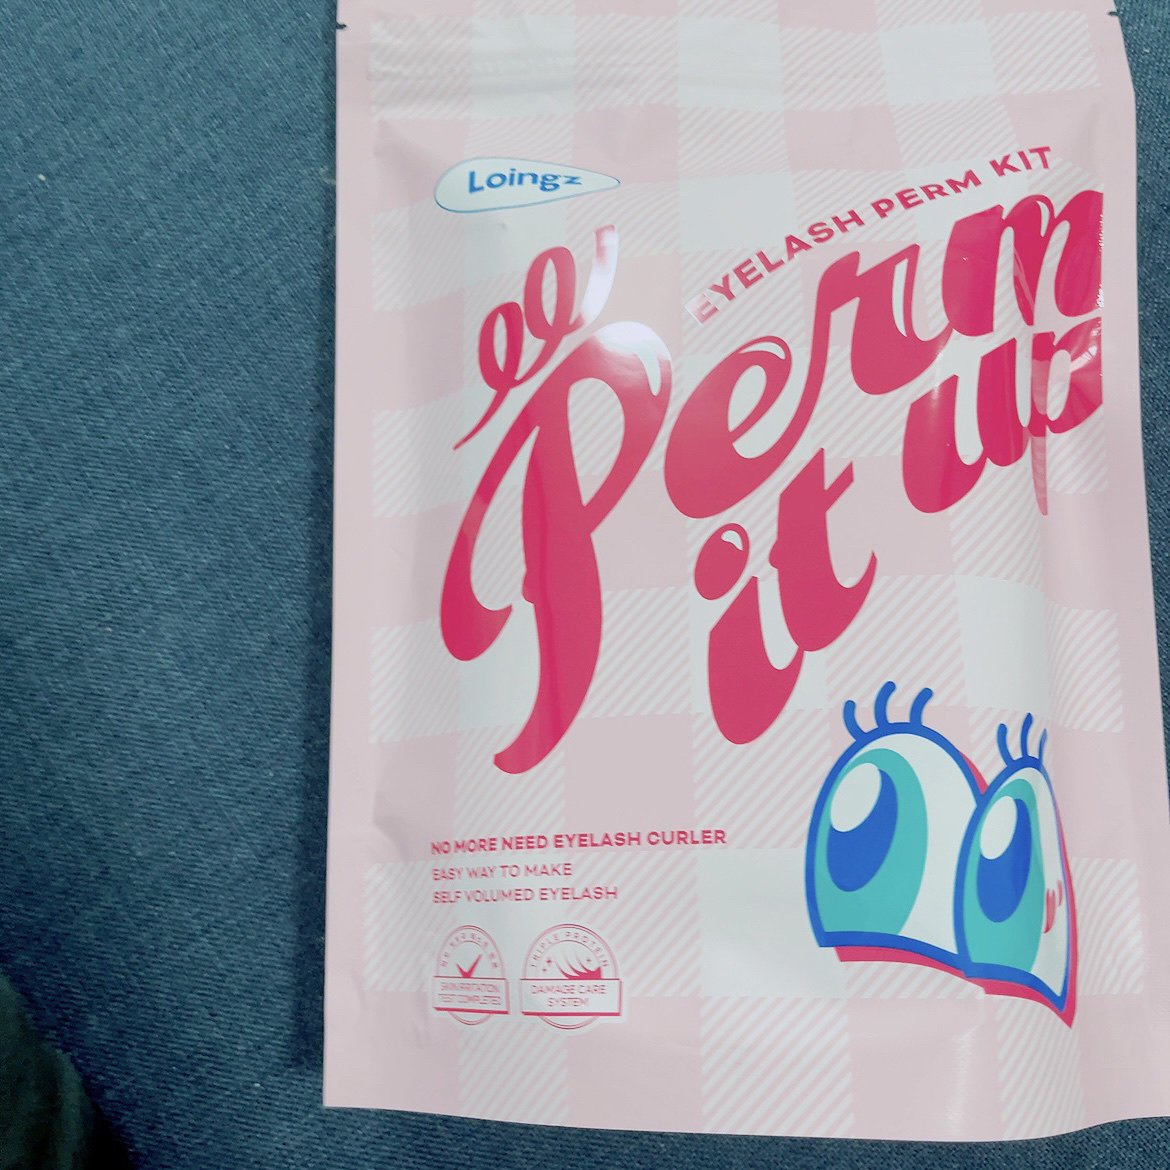 Loingz
EYELASH PERM KIT
Perm
it up
NO MORE NEED EYELASH CURLER
EASY WAY TO MAKE
SELF VOLUMED EYELASH
SKIN IRRITATION
TEST COMPLETED
TRIPLE PROTEIN
DAMAGE CARE
SYSTEM